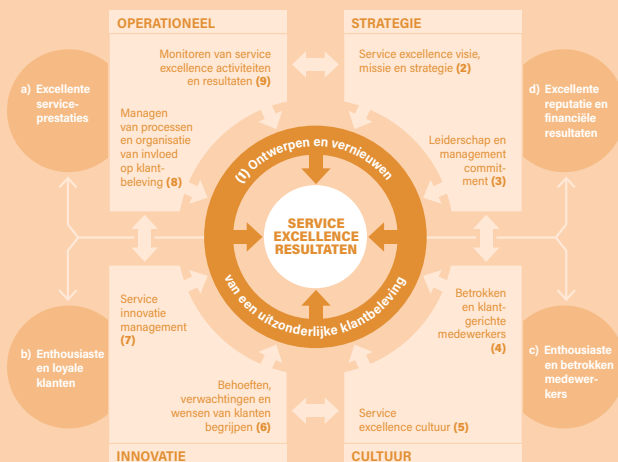 OPERATIONEEL
STRATEGIE
Monitoren van service
excellence activiteiten
en resultaten (9)
Service excellence visie,
missie en strategie (2)
a) Excellente
service-
prestaties
d) Excellente
reputatie en
financiële
resultaten
Managen
van processen
en organisatie
van invloed
op klant-
beleving (8)
Leiderschap en
management
commit-
ment (3)
(1) Ontwerpen en vernieuwen
van een uitzonderlijke klantbeleving
SERVICE
EXCELLENCE
RESULTATEN
Service
innovatie
management
(7)
Betrokken
en klant-
gerichte
medewerkers
(4)
b) Enthousiaste
en loyale
klanten
c) Enthousiaste
en betrokken
medewer-
kers
Behoeften,
verwachtingen en
wensen van klanten
begrijpen (6)
Service
excellence cultuur (5)
INNOVATIE
CULTUUR